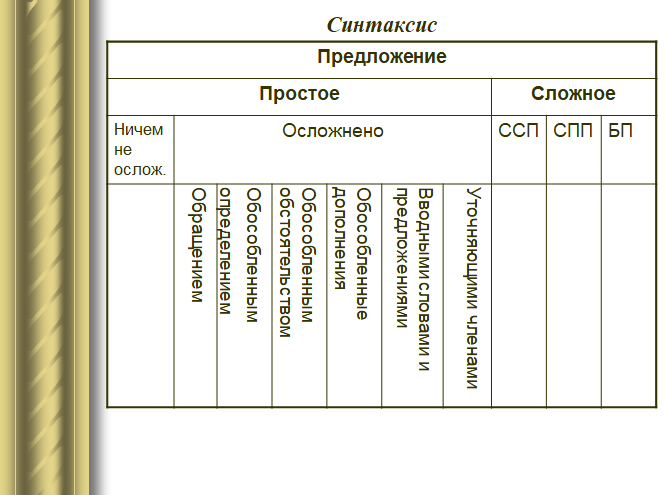 Синтаксис
Предложение
Простое
Сложное
Ничем
не
ослож.
Осложнено
ССП
СПП
БП
Обращением
Обособленным
определением
Обособленным
обстоятельством
Обособленные
дополнения
Вводными словами и
предложениями
Уточняющими членами